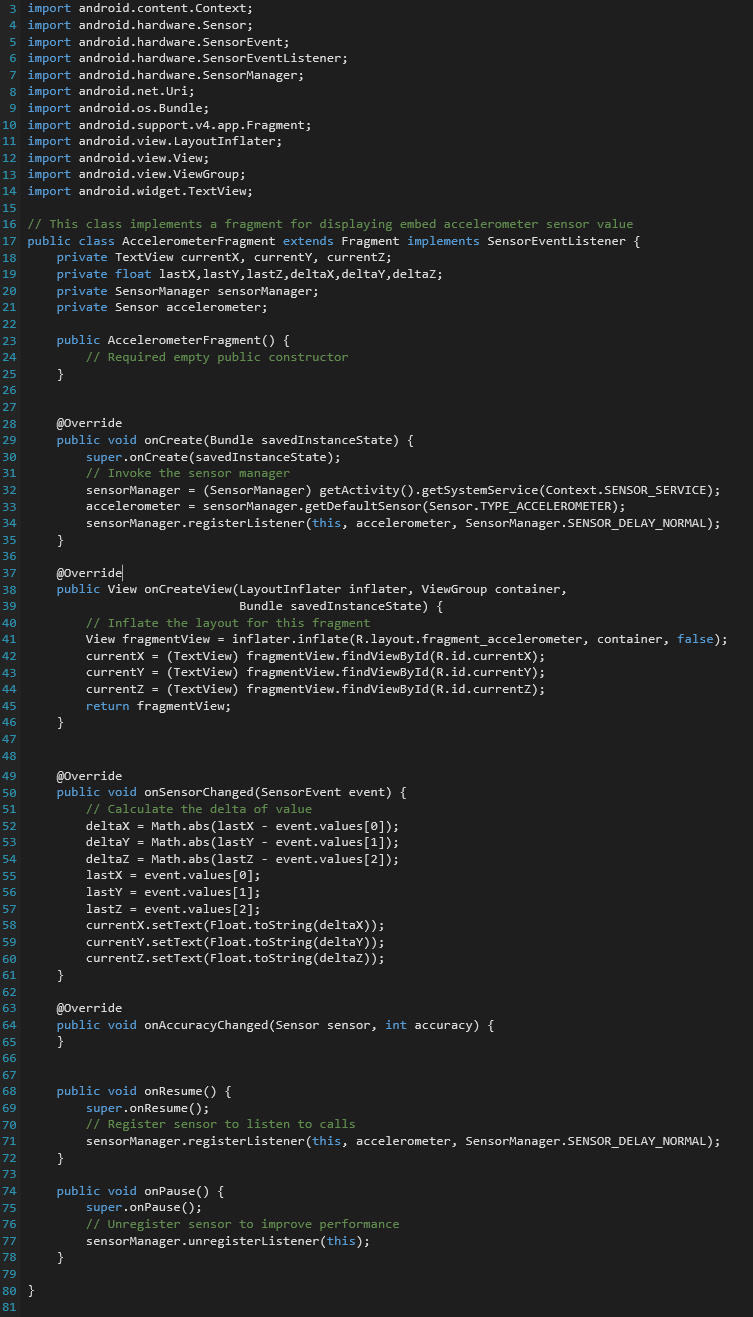 3 import android.content.Context;
4 import android.hardware.Sensor;
5 import android.hardware.SensorEvent;
6 import android.hardware.SensorEventListener;
7 import android.hardware.SensorManager;
8 import android.net.Uri;
9 import android.os.Bundle;
10 import android.support.v4.app.Fragment;
11 import android.view.LayoutInflater;
12 import android.view.View;
13 import android.view.ViewGroup;
14 import android.widget.TextView;
15
16 // This class implements a fragment for displaying embed accelerometer sensor value
17 public class AccelerometerFragment extends Fragment implements SensorEventListener {
18     private TextView currentX, currentY, currentZ;
19     private float lastX,lastY,lastZ,deltaX,deltaY,deltaZ;
20     private SensorManager sensorManager;
21     private Sensor accelerometer;
22
23     public AccelerometerFragment() {
24         // Required empty public constructor
25     }
26
27
28     @Override
29     public void onCreate(Bundle savedInstanceState) {
30         super.onCreate(savedInstanceState);
31         // Invoke the sensor manager
32         sensorManager = (SensorManager) getActivity().getSystemService(Context.SENSOR_SERVICE);
33         accelerometer = sensorManager.getDefaultSensor(Sensor.TYPE_ACCELEROMETER);
34         sensorManager.registerListener(this, accelerometer, SensorManager.SENSOR_DELAY_NORMAL);
35     }
36
37     @Override
38     public View onCreateView(LayoutInflater inflater, ViewGroup container,
39                              Bundle savedInstanceState) {
40         // Inflate the layout for this fragment
41         View fragmentView = inflater.inflate(R.layout.fragment_accelerometer, container, false);
42         currentX = (TextView) fragmentView.findViewById(R.id.currentX);
43         currentY = (TextView) fragmentView.findViewById(R.id.currentY);
44         currentZ = (TextView) fragmentView.findViewById(R.id.currentZ);
45         return fragmentView;
46     }
47
48
49     @Override
50     public void onSensorChanged(SensorEvent event) {
51         // Calculate the delta of value
52         deltaX = Math.abs(lastX - event.values[0]);
53         deltaY = Math.abs(lastY - event.values[1]);
54         deltaZ = Math.abs(lastZ - event.values[2]);
55         lastX = event.values[0];
56         lastY = event.values[1];
57         lastZ = event.values[2];
58         currentX.setText(Float.toString(deltaX));
59         currentY.setText(Float.toString(deltaY));
60         currentZ.setText(Float.toString(deltaZ));
61     }
62
63     @Override
64     public void onAccuracyChanged(Sensor sensor, int accuracy) {
65     }
66
67
68     public void onResume() {
69         super.onResume();
70         // Register sensor to listen to calls
71         sensorManager.registerListener(this, accelerometer, SensorManager.SENSOR_DELAY_NORMAL);
72     }
73
74     public void onPause() {
75         super.onPause();
76         // Unregister sensor to improve performance
77         sensorManager.unregisterListener(this);
78     }
79
80 }
81